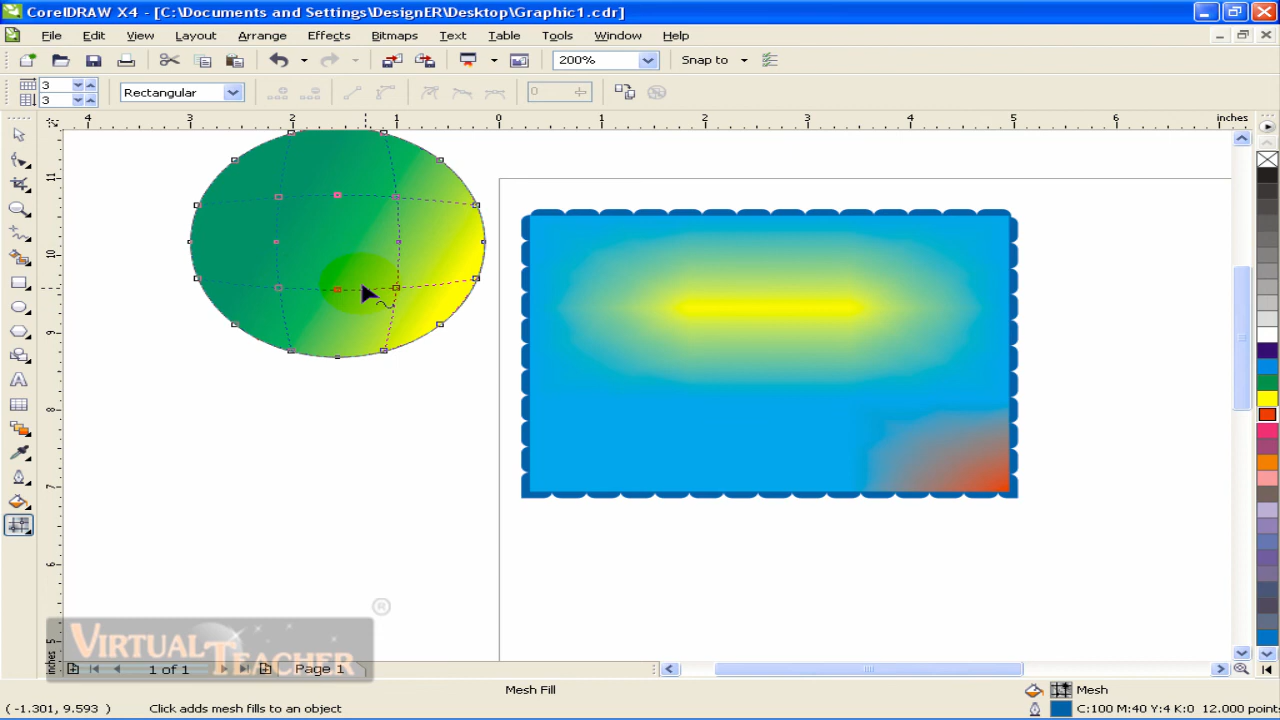 CorelDRAW X4 - [C:\Documents and Settings\DesignER\Desktop\Graphic1.cdr]
File Edit View Layout Arrange Effects Bitmaps Text Table Tools Window Help
200% Snap to
3 Rectangular 0
3
4 3 2 1 0 1 2 3 4 5 inches
11
10
9
8
7
6
5
inches
®
VIRTUAL TEACHER
1 of 1 Page 1
Mesh Fill Mesh
( -1.301, 9.593 ) Click adds mesh fills to an object C:100 M:40 Y:4 K:0 12.000 point